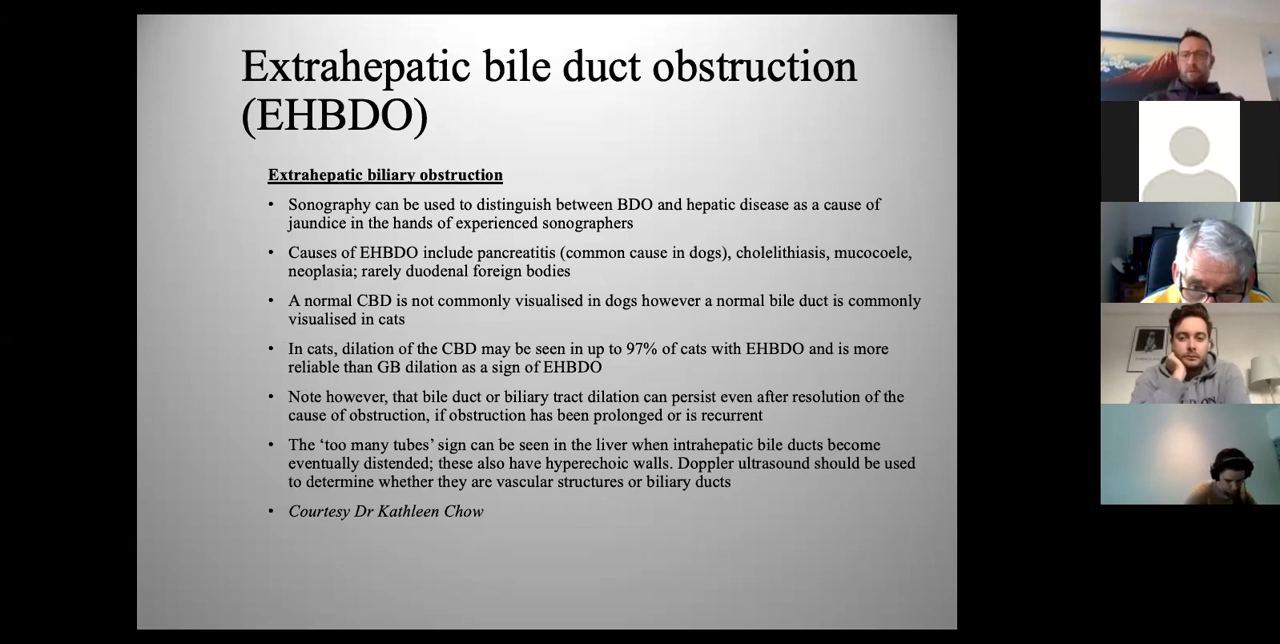 Extrahepatic bile duct obstruction
(EHBDO)
Extrahepatic biliary obstruction
• Sonography can be used to distinguish between BDO and hepatic disease as a cause of
jaundice in the hands of experienced sonographers
• Causes of EHBDO include pancreatitis (common cause in dogs), cholelithiasis, mucocoele,
neoplasia; rarely duodenal foreign bodies
• A normal CBD is not commonly visualised in dogs however a normal bile duct is commonly
visualised in cats
• In cats, dilation of the CBD may be seen in up to 97% of cats with EHBDO and is more
reliable than GB dilation as a sign of EHBDO
• Note however, that bile duct or biliary tract dilation can persist even after resolution of the
cause of obstruction, if obstruction has been prolonged or is recurrent
• The ‘too many tubes’ sign can be seen in the liver when intrahepatic bile ducts become
eventually distended; these also have hyperechoic walls. Doppler ultrasound should be used
to determine whether they are vascular structures or biliary ducts
• Courtesy Dr Kathleen Chow